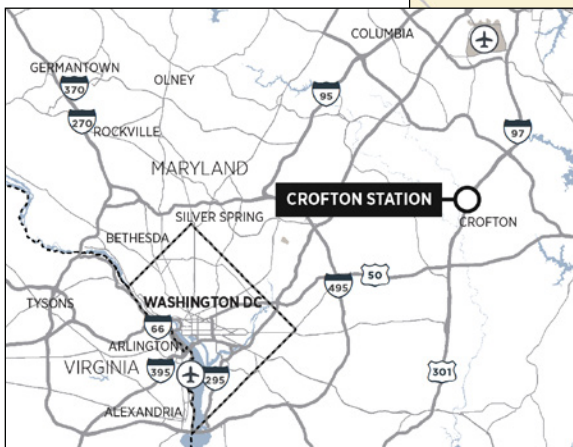 COLUMBIA
GERMANTOWN
370
OLNEY
95
270
ROCKVILLE
97
MARYLAND
CROFTON STATION
SILVER SPRING
CROFTON
BETHESDA
50
TYSONS
WASHINGTON DC
495
66
ARLINGTON
VIRGINIA
395
295
301
ALEXANDRIA